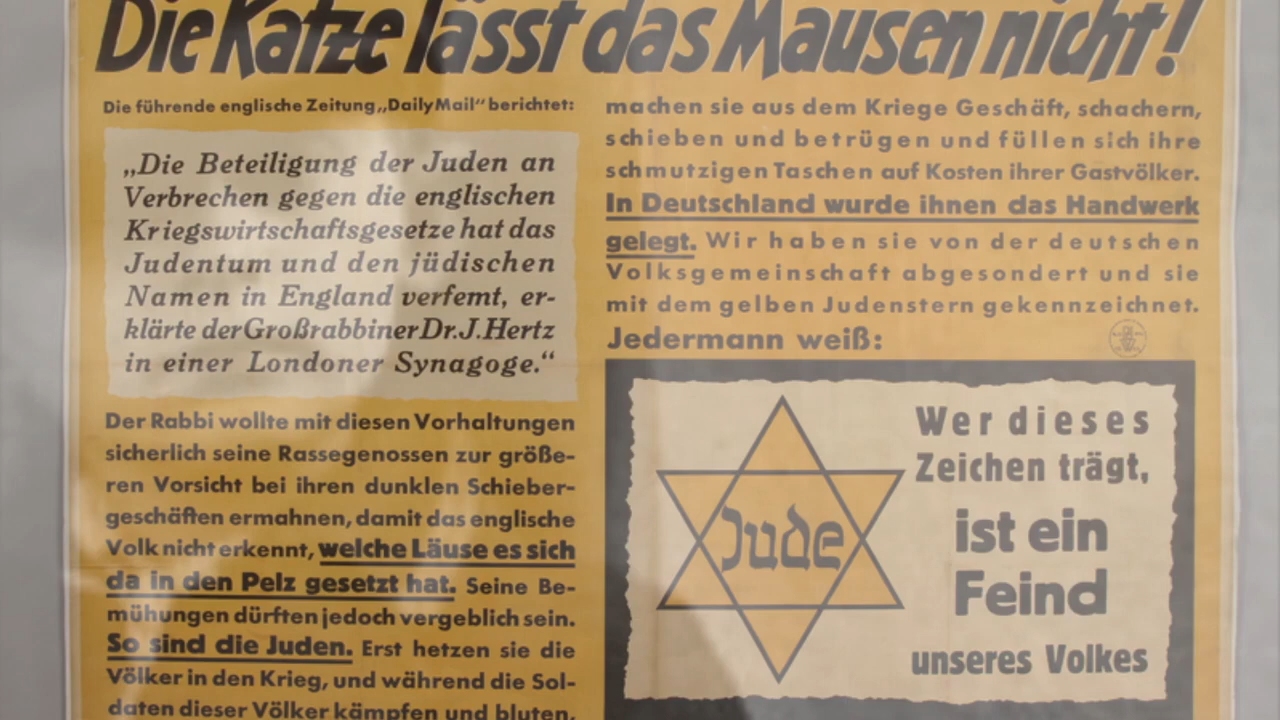 Die Katze lässt das Mausen nicht!
Die führende englische Zeitung „Daily Mail“ berichtet:
„Die Beteiligung der Juden an
Verbrechen gegen die englischen
Kriegswirtschaftsgesetze hat das
Judentum und den jüdischen
Namen in England verfemt, er-
klärte der Großrabbiner Dr. J. Hertz
in einer Londoner Synagoge.“
Der Rabbi wollte mit diesen Vorhaltungen
sicherlich seine Rassegenossen zur größe-
ren Vorsicht bei ihren dunklen Schieber-
geschäften ermahnen, damit das englische
Volk nicht erkennt, welche Läuse es sich
da in den Pelz gesetzt hat. Seine Be-
mühungen dürften jedoch vergeblich sein.
So sind die Juden. Erst hetzen sie die
Völker in den Krieg, und während die Sol-
daten dieser Völker kämpfen und bluten,
machen sie aus dem Kriege Geschäft, schachern,
schieben und betrügen und füllen sich ihre
schmutzigen Taschen auf Kosten ihrer Gastvölker.
In Deutschland wurde ihnen das Handwerk
gelegt. Wir haben sie von der deutschen
Volksgemeinschaft abgesondert und sie
mit dem gelben Judenstern gekennzeichnet.
Jedermann weiß:
Jude
Wer dieses
Zeichen trägt,
ist ein
Feind
unseres Volkes